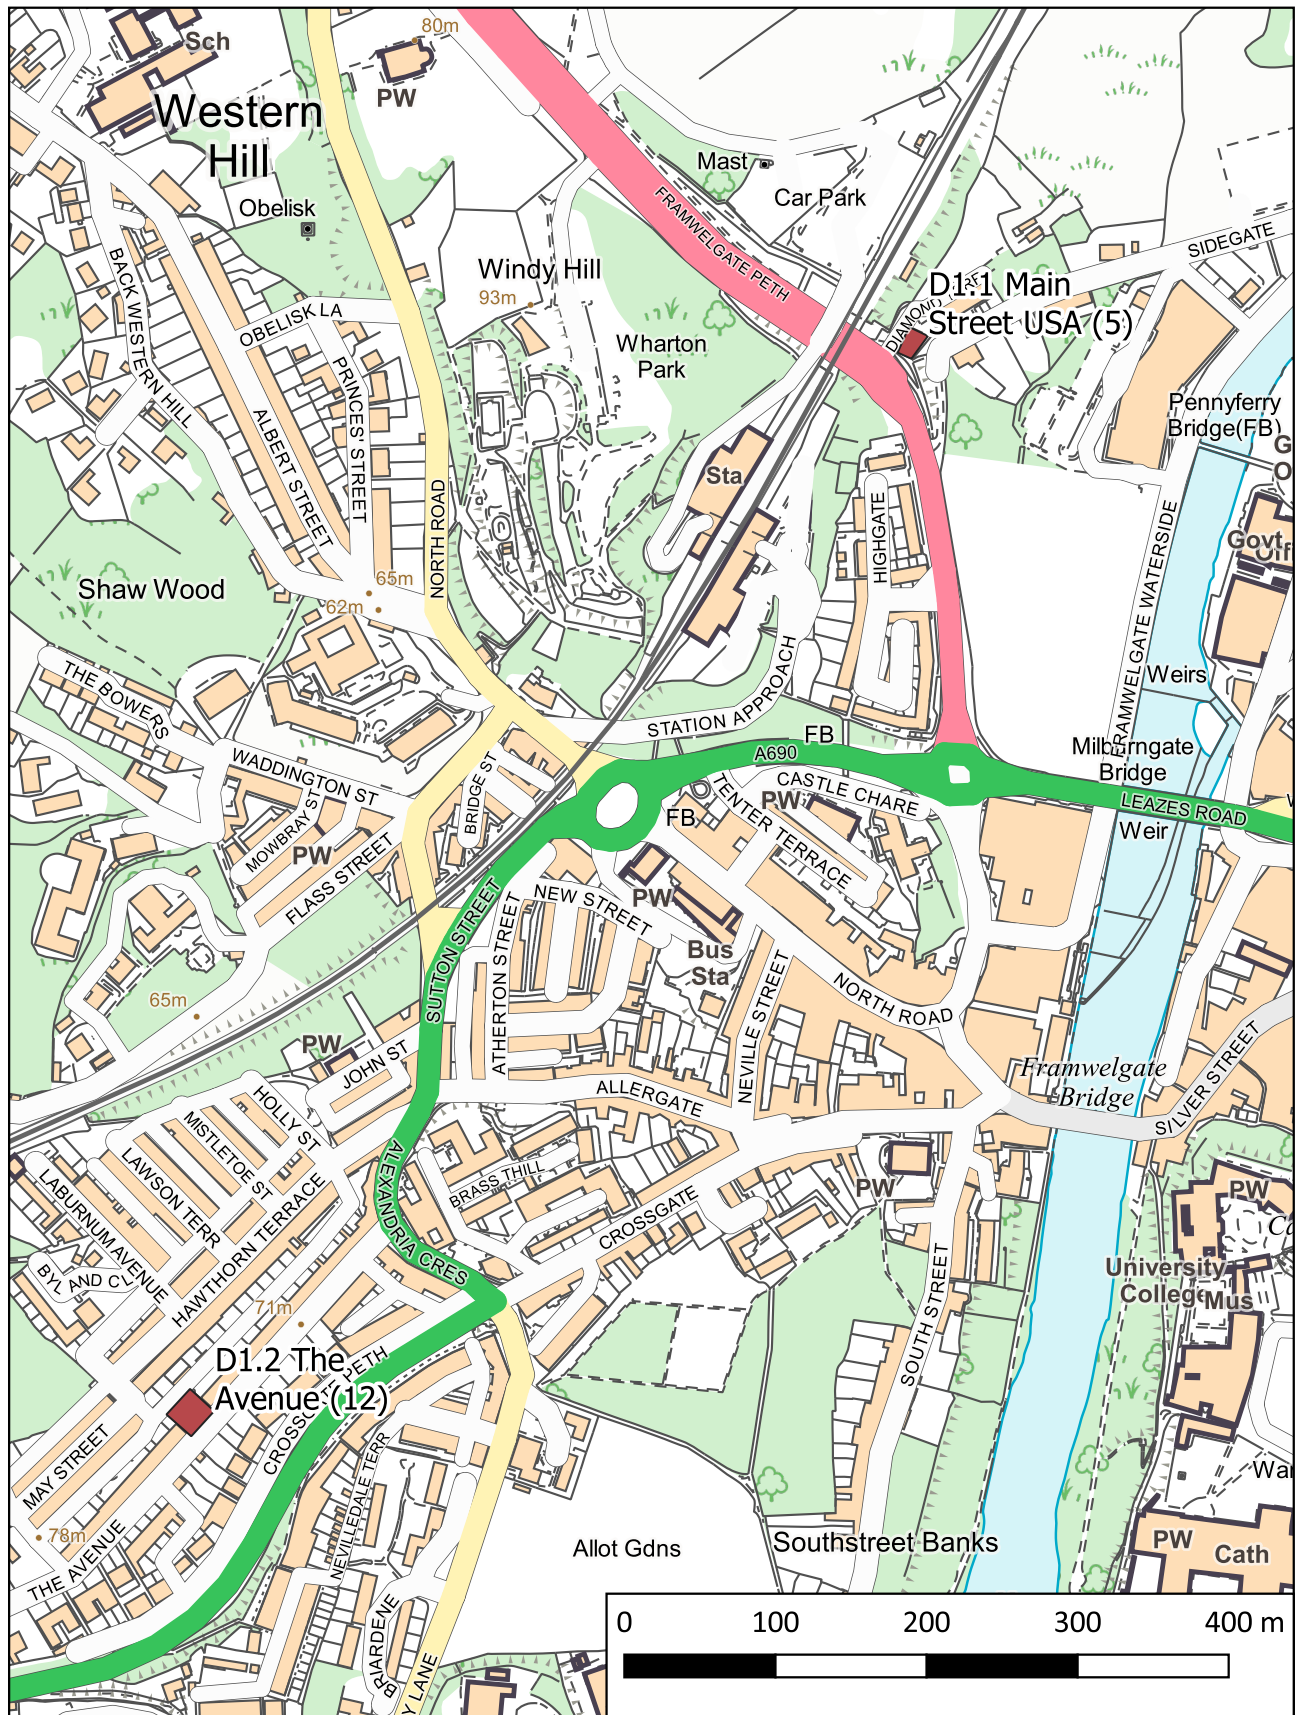 80m
Sch
PW
Western
Hill
Mast
Car Park
Obelisk
FRAMWELGATE PETH
SIDEGATE
BACK WESTERN HILL
Windy Hill
93m
D1.1 Main
Street USA (5)
OBELISK LA
Wharton
Park
PRINCES' STREET
ALBERT STREET
Pennyferry
Bridge(FB)
G
O
Sta
NORTH ROAD
HIGHGATE
FRAMWELGATE WATERSIDE
Govt
Off
65m
62m
Shaw Wood
THE BOWERS
Weirs
STATION APPROACH
FB
A690
Milburngate
Bridge
WADDINGTON ST
BRIDGE ST
TENTER TERRACE
CASTLE CHARE
PW
LEAZES ROAD
MOWBRAY ST
PW
FB
Weir
FLASS STREET
SUTTON STREET
NEW STREET
PW
ATHERTON STREET
Bus
Sta
NEVILLE STREET
NORTH ROAD
65m
PW
JOHN ST
SILVER STREET
Framwelgate
Bridge
HOLLY ST
ALLERGATE
MISTLETOE ST
LAWSON TERR
LABURNUM AVENUE
HAWTHORN TERRACE
ALEXANDRIA CRES
BRASS THILL
CROSSGATE
PW
PW
SOUTH STREET
University
College
Mus
71m
D1.2 The
Avenue (12)
MAY STREET
NEVILLEDALE TERR
78m
THE AVENUE
Allot Gdns
Southstreet Banks
PW
Cath
BRIARDENE
Y LANE
0
100
200
300
400 m